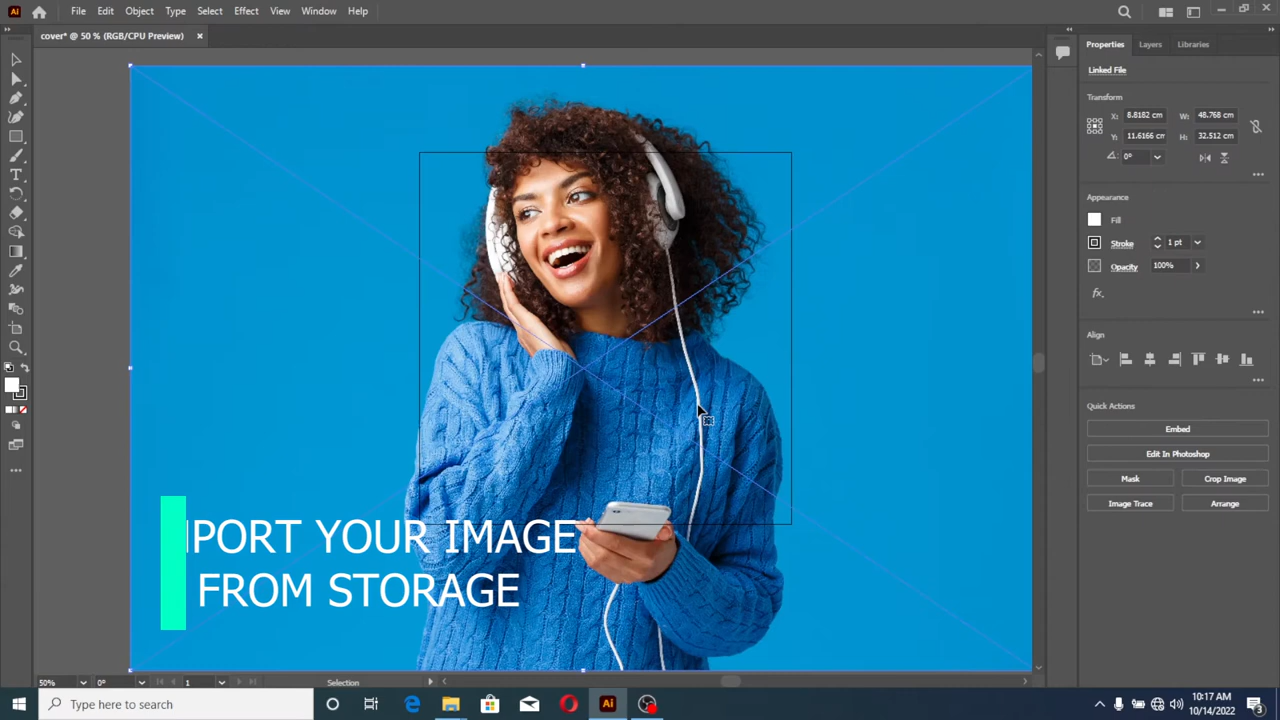 Ai File Edit Object Type Select Effect View Window Help
cover* @ 50 % (RGB/CPU Preview) ×
Properties Layers Libraries
Linked File
Transform
X: 8.8182 cm W: 48.768 cm
Y: 11.6166 cm H: 32.512 cm
0°
Appearance
Fill
Stroke 1 pt
Opacity 100%
fx.
Align
Quick Actions
Embed
Edit In Photoshop
Mask Crop Image
Image Trace Arrange
PORT YOUR IMAGE
FROM STORAGE
50% 0° 1 Selection
Type here to search
Ai
10:17 AM
10/14/2022
3